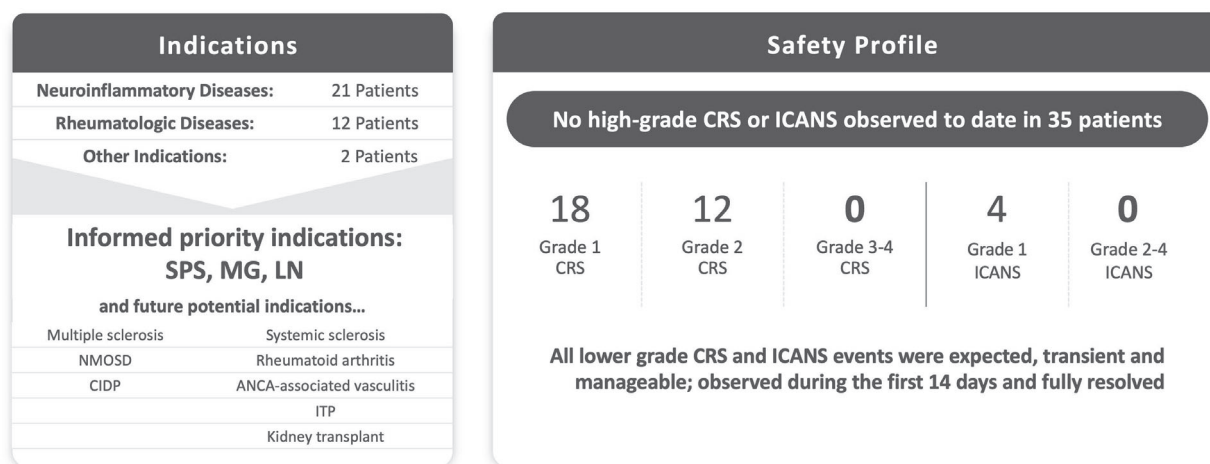 Indications
Neuroinflammatory Diseases: 21 Patients
Rheumatologic Diseases: 12 Patients
Other Indications: 2 Patients
Informed priority indications:
SPS, MG, LN
and future potential indications...
Multiple sclerosis Systemic sclerosis
NMOSD Rheumatoid arthritis
CIDP ANCA-associated vasculitis
ITP
Kidney transplant
Safety Profile
No high-grade CRS or ICANS observed to date in 35 patients
18 12 0 4 0
Grade 1 Grade 2 Grade 3-4 Grade 1 Grade 2-4
CRS CRS CRS ICANS ICANS
All lower grade CRS and ICANS events were expected, transient and
manageable; observed during the first 14 days and fully resolved